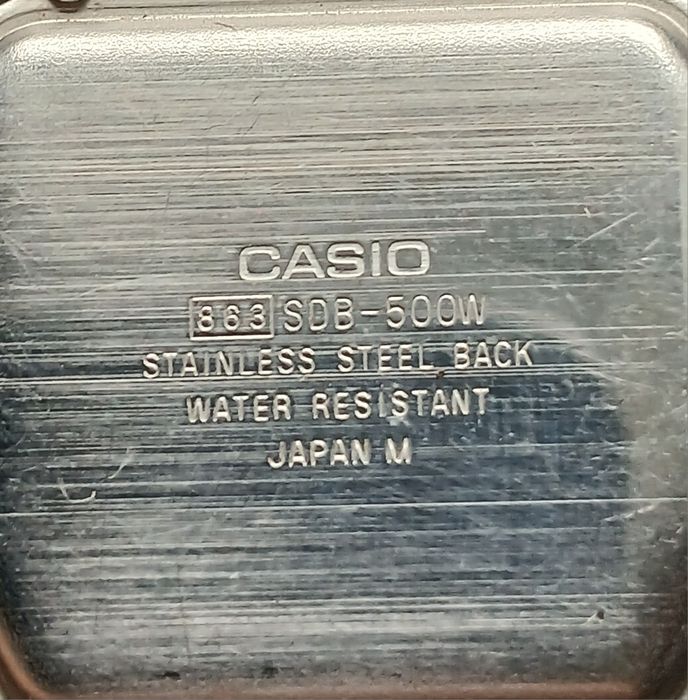 CASIO
863 SDB-500W
STAINLESS STEEL BACK
WATER RESISTANT
JAPAN M